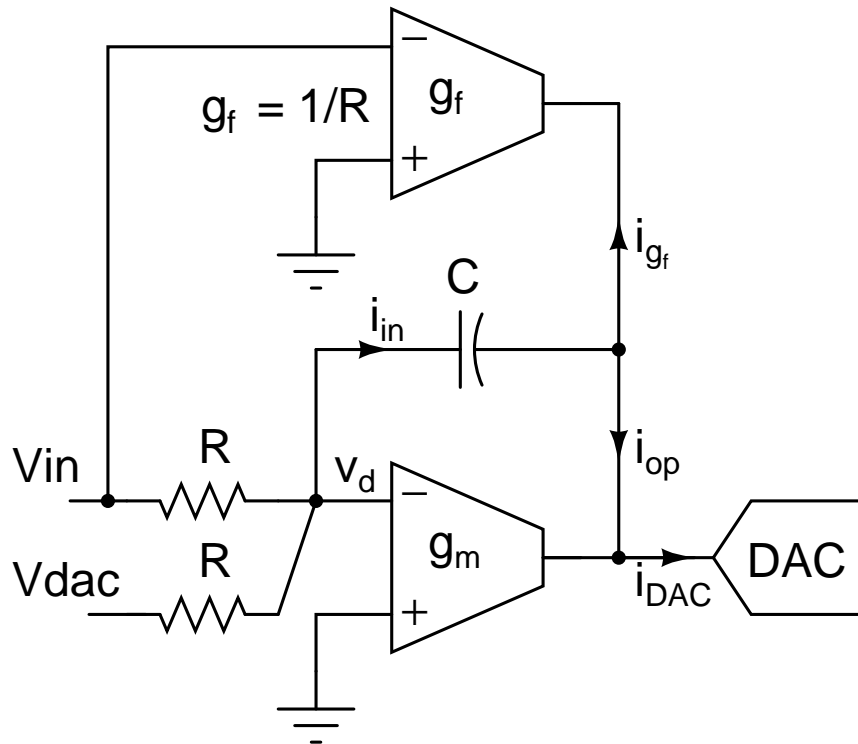 −
g_f
g_f = 1/R
+
i_{g_f}
C
i_in
Vin
R
v_d
−
i_op
g_m
DAC
Vdac
R
i_DAC
+